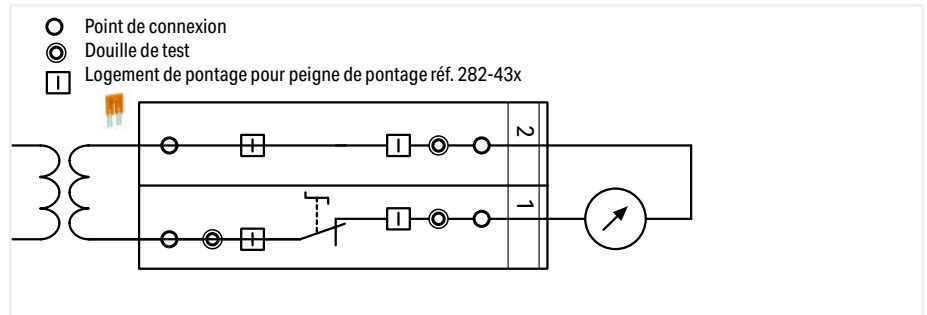 Point de connexion
Douille de test
Logement de pontage pour peigne de pontage réf. 282-43x
2
1